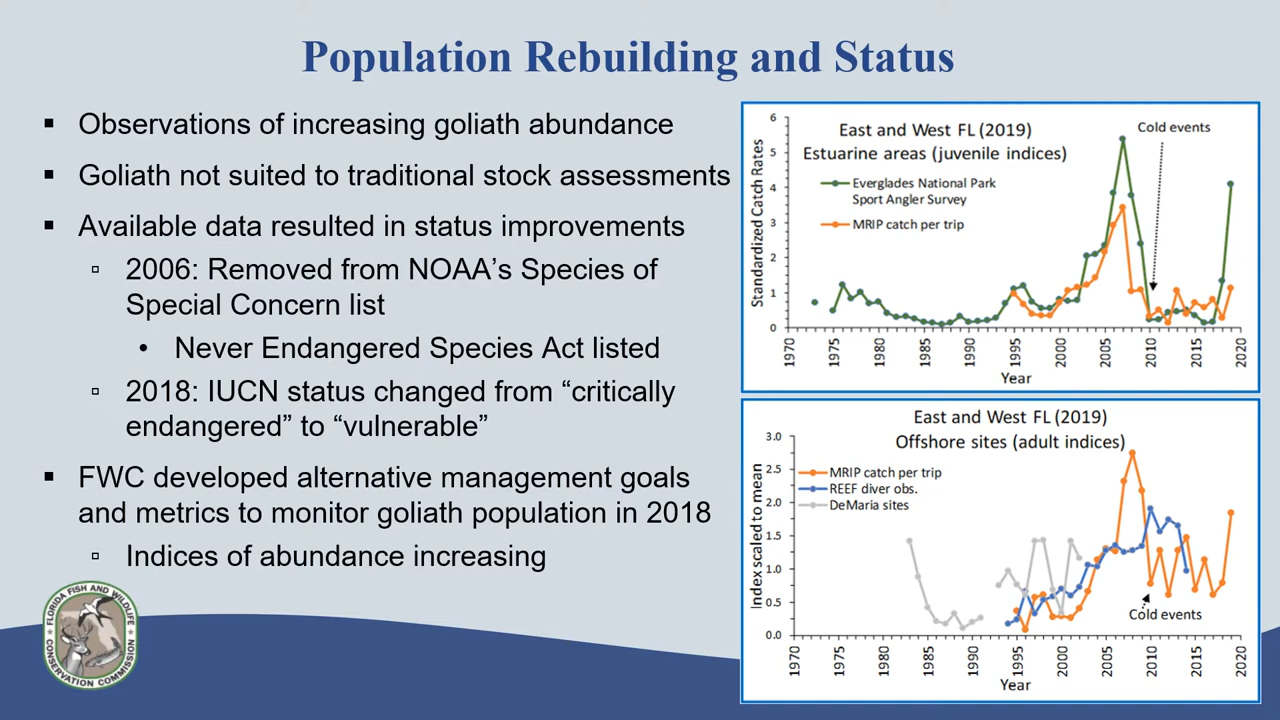 Population Rebuilding and Status
▪ Observations of increasing goliath abundance
▪ Goliath not suited to traditional stock assessments
▪ Available data resulted in status improvements
▫ 2006: Removed from NOAA’s Species of
Special Concern list
• Never Endangered Species Act listed
▫ 2018: IUCN status changed from “critically
endangered” to “vulnerable”
▪ FWC developed alternative management goals
and metrics to monitor goliath population in 2018
▫ Indices of abundance increasing
FLORIDA FISH AND WILDLIFE
CONSERVATION COMMISSION
East and West FL (2019)
Estuarine areas (juvenile indices)
Cold events
Everglades National Park
Sport Angler Survey
MRIP catch per trip
Standardized Catch Rates
6
5
4
3
2
1
0
1970
1975
1980
1985
1990
1995
2000
2005
2010
2015
2020
Year
East and West FL (2019)
Offshore sites (adult indices)
MRIP catch per trip
REEF diver obs.
DeMaria sites
Cold events
Index scaled to mean
3.0
2.5
2.0
1.5
1.0
0.5
0.0
1970
1975
1980
1985
1990
1995
2000
2005
2010
2015
2020
Year